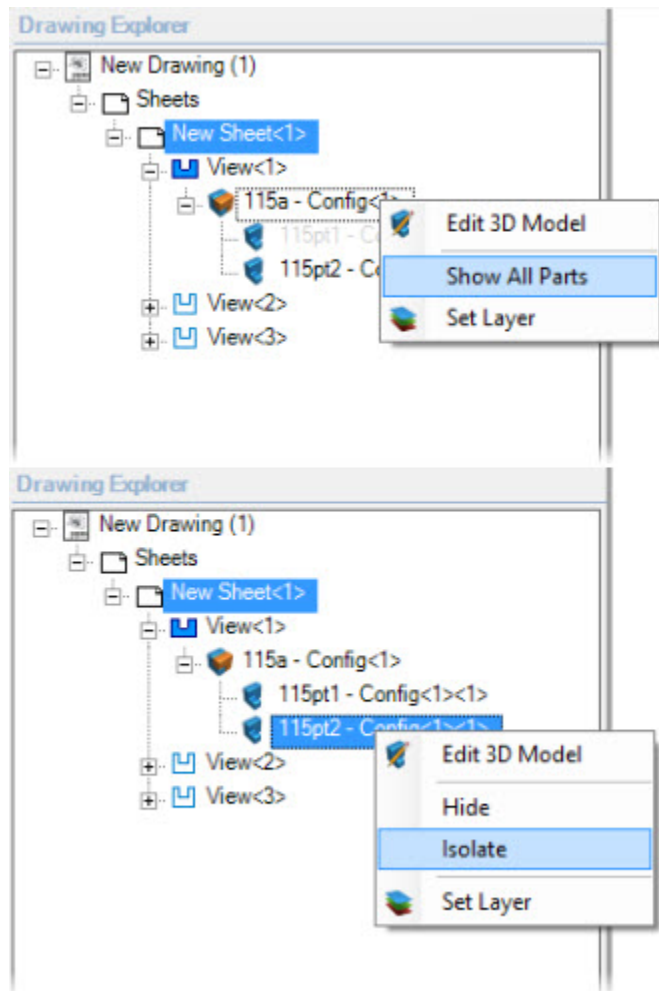 Drawing Explorer
New Drawing (1)
Sheets
New Sheet<1>
View<1>
115a - Config<1>
Edit 3D Model
115pt1 - C
Show All Parts
115pt2 - Co
Set Layer
View<2>
View<3>
Drawing Explorer
New Drawing (1)
Sheets
New Sheet<1>
View<1>
115a - Config<1>
115pt1 - Config<1><1>
115pt2 - Config<1><1>
Edit 3D Model
View<2>
View<3>
Hide
Isolate
Set Layer